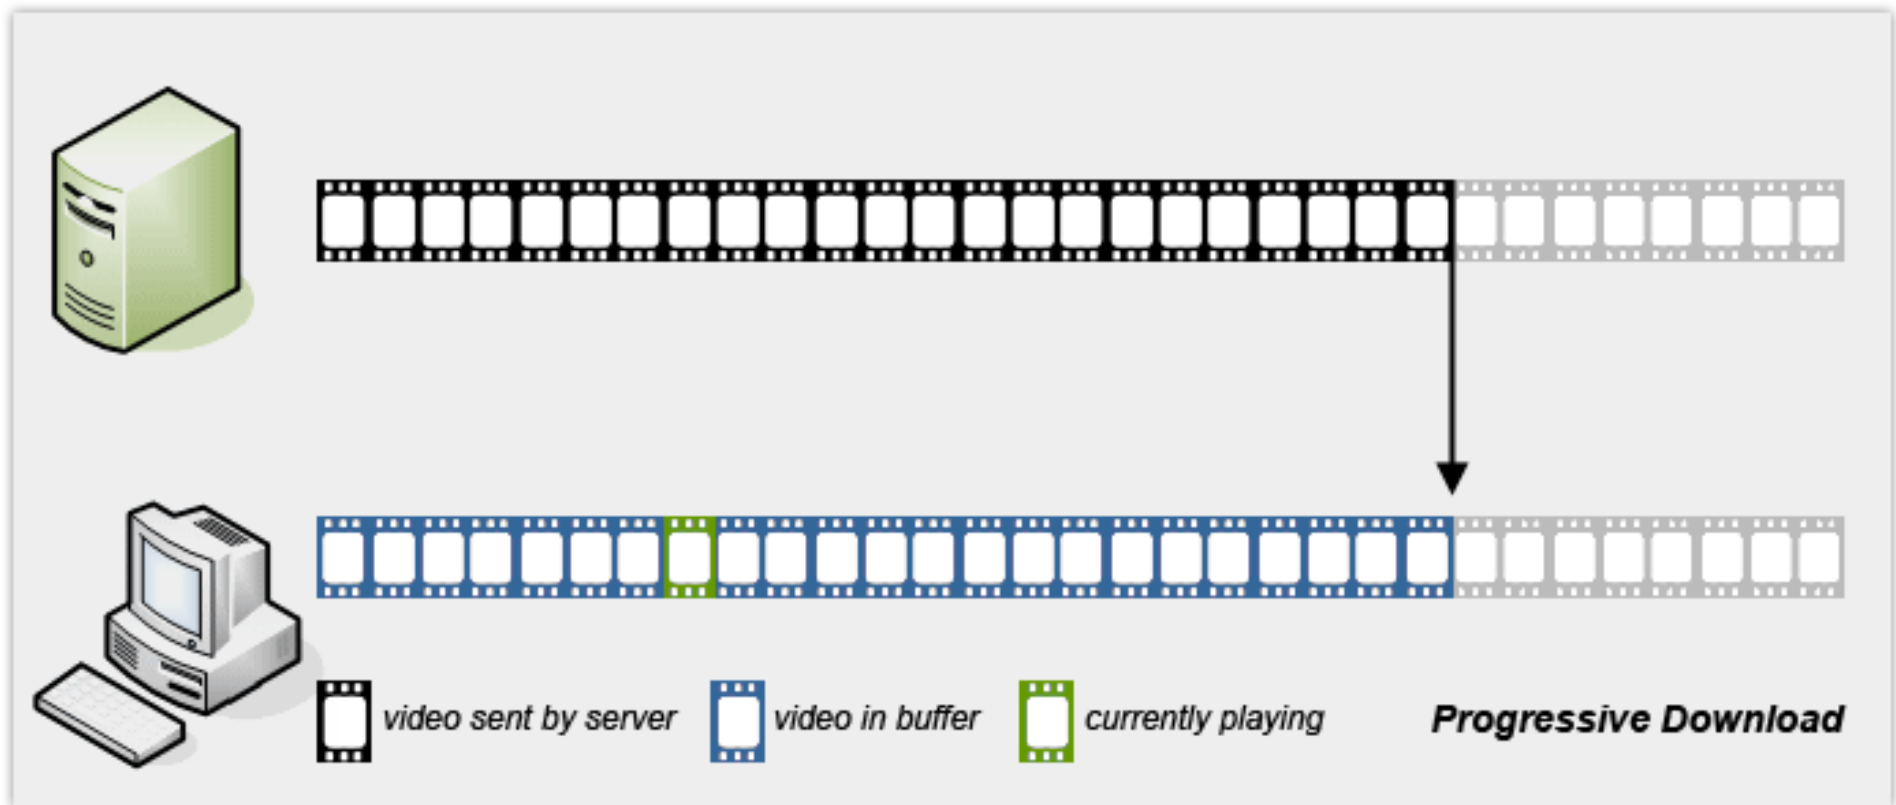 video sent by server
video in buffer
currently playing
Progressive Download